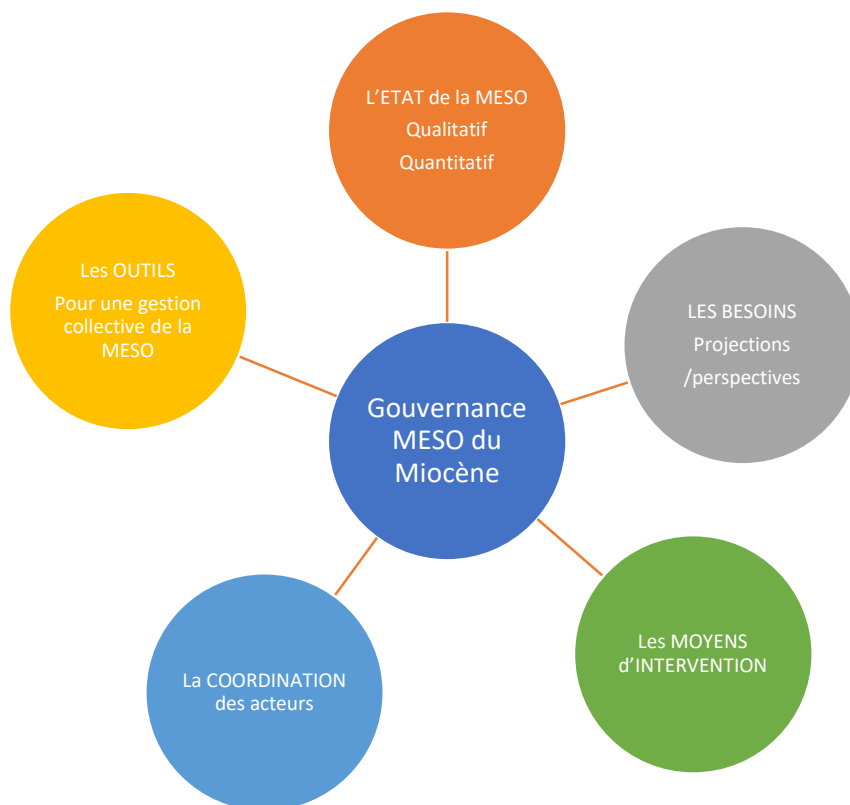 L’ETAT de la MESO
Qualitatif
Quantitatif
Les OUTILS
Pour une gestion
collective de la
MESO
LES BESOINS
Projections
/perspectives
Gouvernance
MESO du
Miocène
Les MOYENS
d’INTERVENTION
La COORDINATION
des acteurs